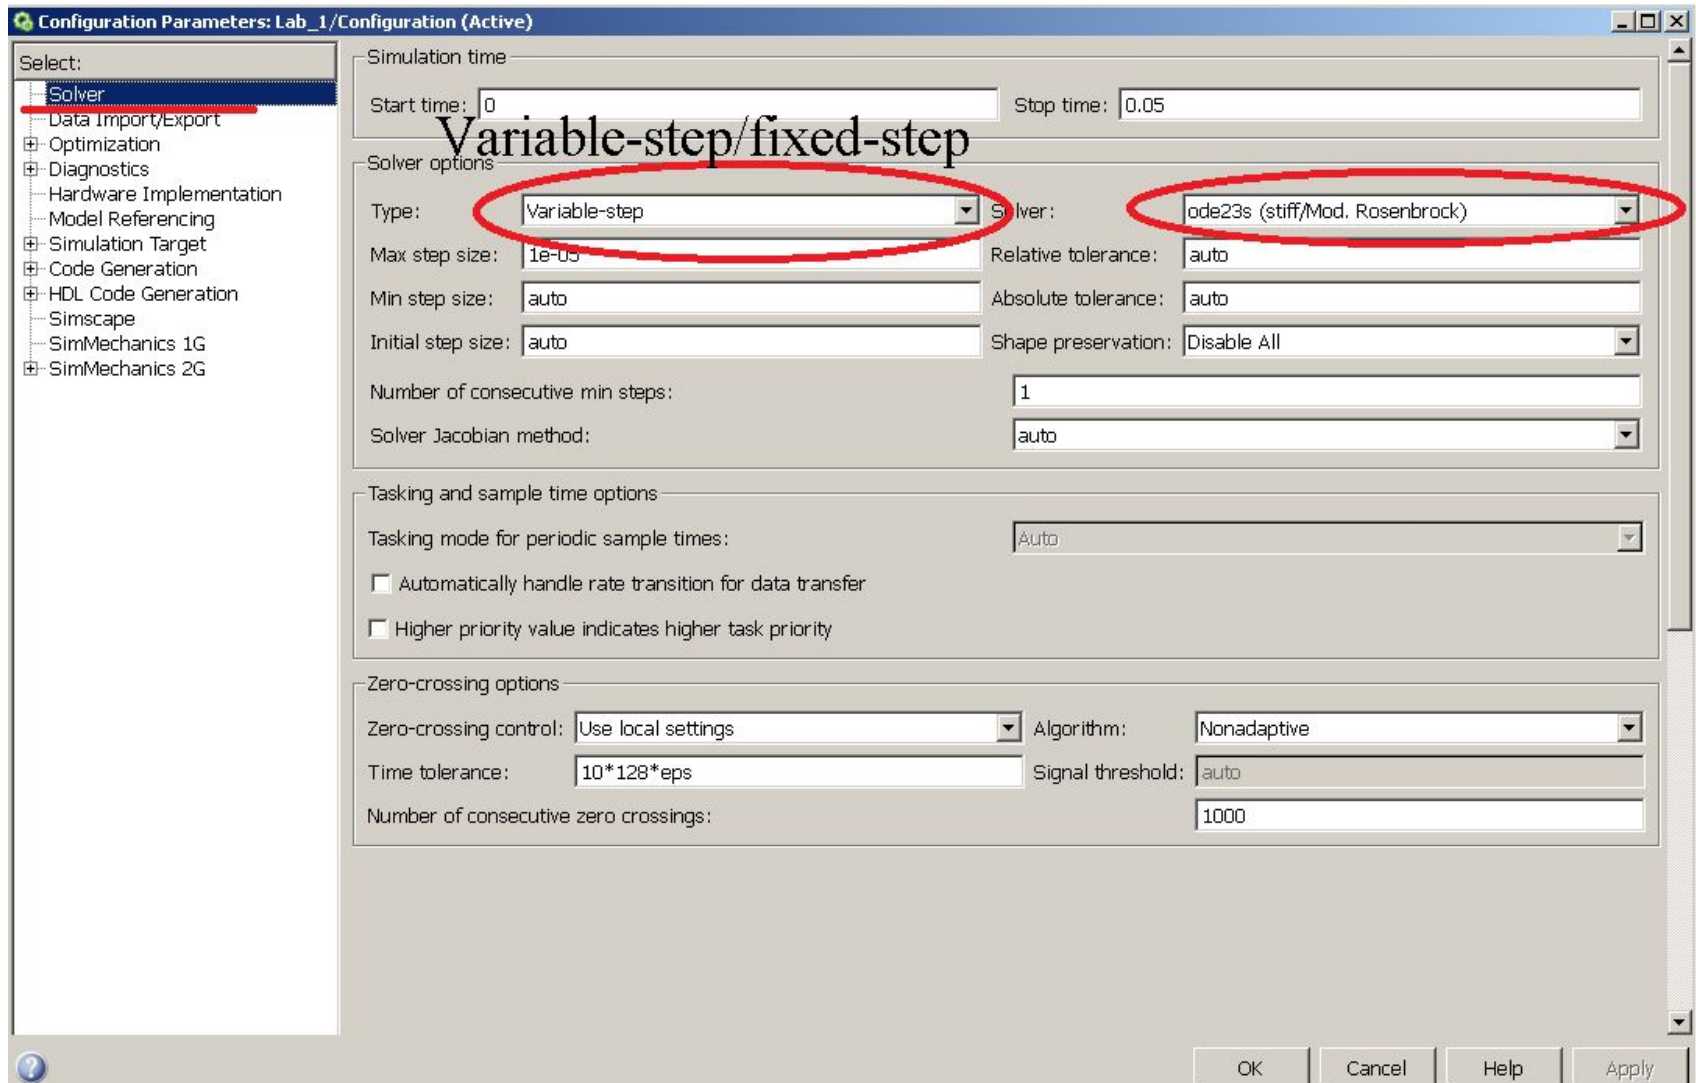 Configuration Parameters: Lab_1/Configuration (Active)
Select:
Solver
Data Import/Export
Optimization
Diagnostics
Hardware Implementation
Model Referencing
Simulation Target
Code Generation
HDL Code Generation
Simscape
SimMechanics 1G
SimMechanics 2G
Simulation time
Start time: 0 Stop time: 0.05
Variable-step/fixed-step
Solver options
Type: Variable-step Solver: ode23s (stiff/Mod. Rosenbrock)
Max step size: 1e-05 Relative tolerance: auto
Min step size: auto Absolute tolerance: auto
Initial step size: auto Shape preservation: Disable All
Number of consecutive min steps: 1
Solver Jacobian method: auto
Tasking and sample time options
Tasking mode for periodic sample times: Auto
Automatically handle rate transition for data transfer
Higher priority value indicates higher task priority
Zero-crossing options
Zero-crossing control: Use local settings Algorithm: Nonadaptive
Time tolerance: 10*128*eps Signal threshold: auto
Number of consecutive zero crossings: 1000
OK Cancel Help Apply